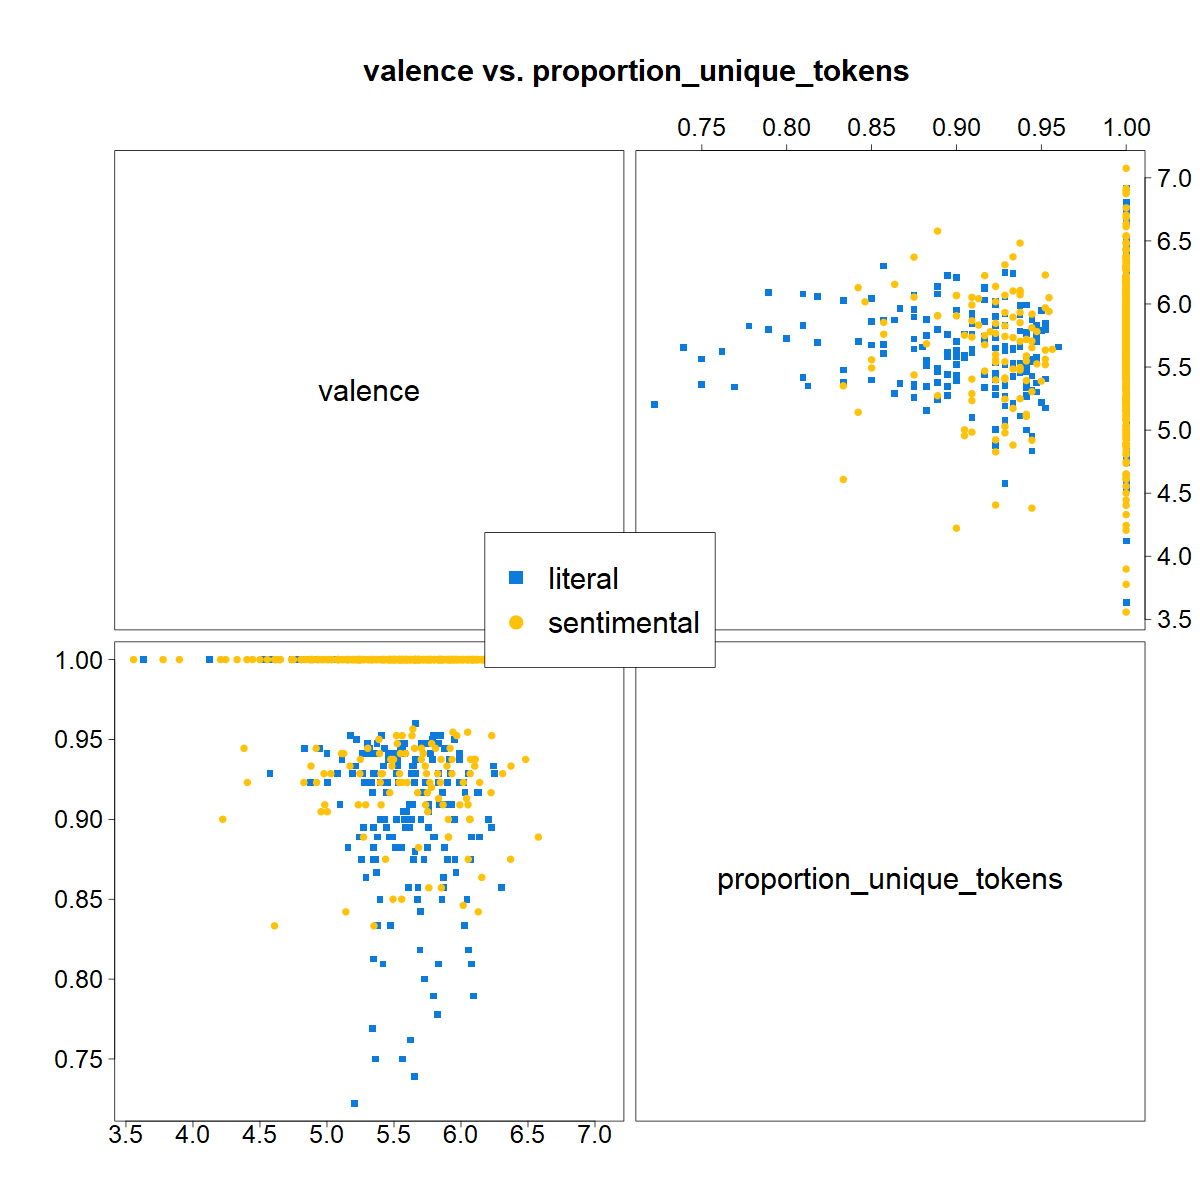 valence vs. proportion_unique_tokens
0.75 0.80 0.85 0.90 0.95 1.00
valence
7.0
6.5
6.0
5.5
5.0
4.5
4.0
3.5
literal
sentimental
1.00
0.95
0.90
0.85
0.80
0.75
proportion_unique_tokens
3.5 4.0 4.5 5.0 5.5 6.0 6.5 7.0